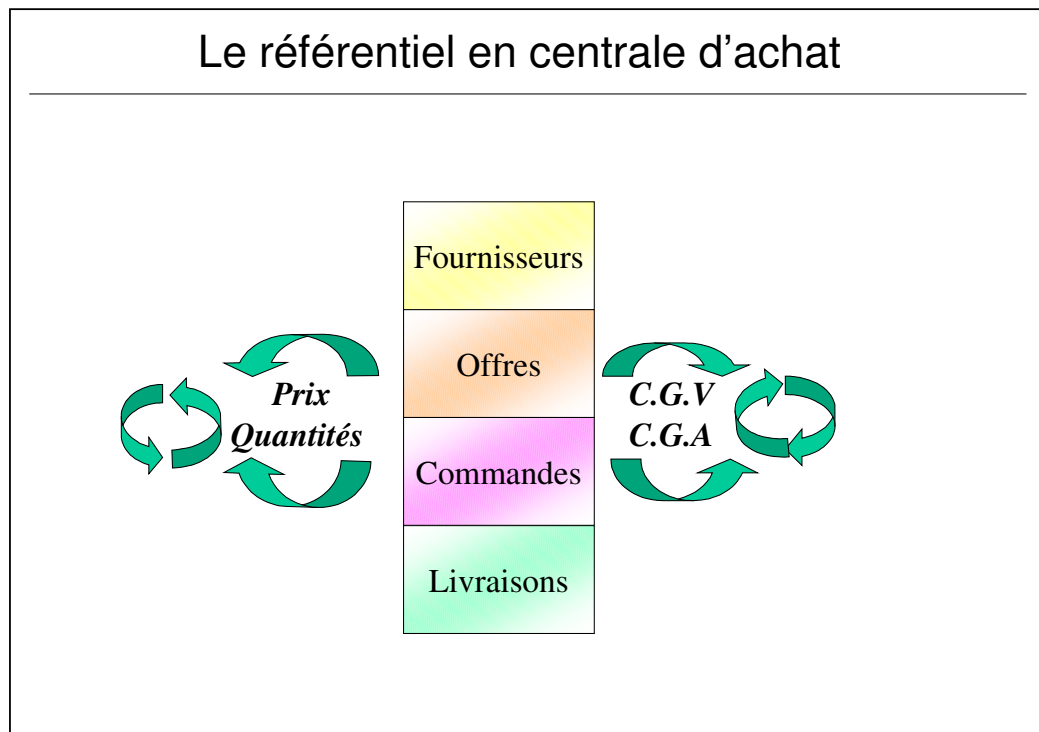 Le référentiel en centrale d'achat
Fournisseurs
Offres
Prix
Quantités
C.G.V
C.G.A
Commandes
Livraisons